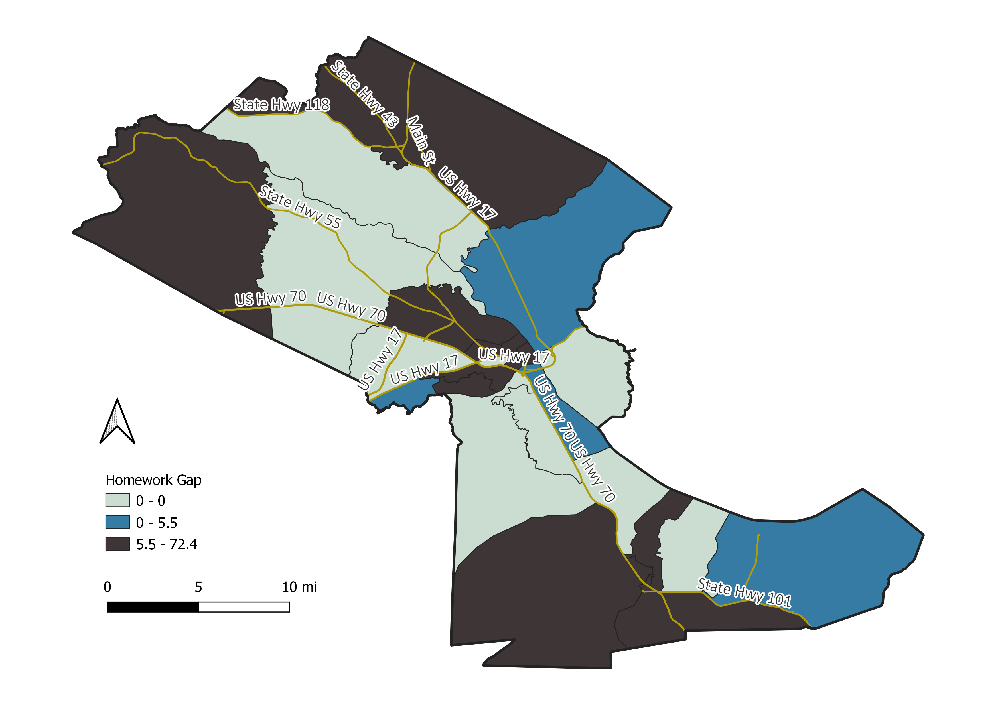 State Hwy 43
State Hwy 118
Main St
US Hwy 17
State Hwy 55
US Hwy 70
US Hwy 70
US Hwy 17
US Hwy 17
US Hwy 17
US Hwy 70
US Hwy 70
State Hwy 101
Homework Gap
0 - 0
0 - 5.5
5.5 - 72.4
0 5 10 mi